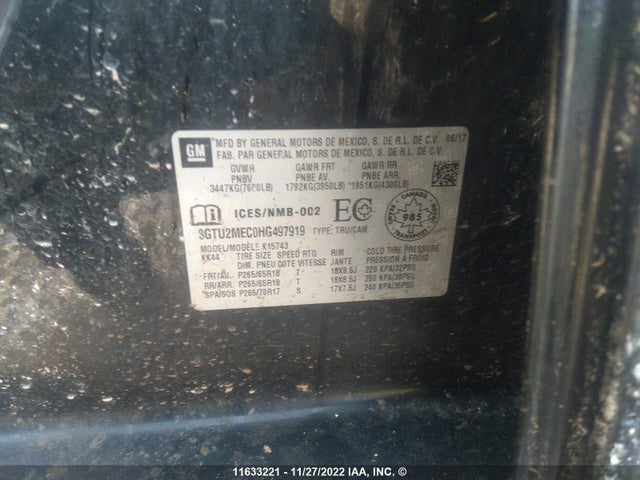 GM
*MFD BY GENERAL MOTORS DE MEXICO, S. DE R.L. DE C.V. 06/17
FAB. PAR GENERAL MOTORS DE MEXICO, S. DE R.L. DE C.V.
GVWR GAWR FRT GAWR RR
PNBV PNBE AV. PNBE ARR.
3447KG(7600LB) 1792KG(3950LB) *1951KG(4300LB)
ICES/NMB-002 EC CANADA 985 TRANSPORT
3GTU2MEC0HG497919 TYPE: TRU/CAM
MODEL/MODELE K15743
KK44 TIRE SIZE SPEED RTG RIM COLD TIRE PRESSURE
DIM. PNEU COTE VITESSE JANTE PRESSION A FROID
FRT/AV. P265/65R18 T 18X8.5J 220 KPA(32PSI)
RR/ARR. P265/65R18 T 18X8.5J 260 KPA(38PSI)
*SPA/SOS P265/70R17 S 17X7.5J 240 KPA(35PSI)
11633221 - 11/27/2022 IAA, Inc. ©